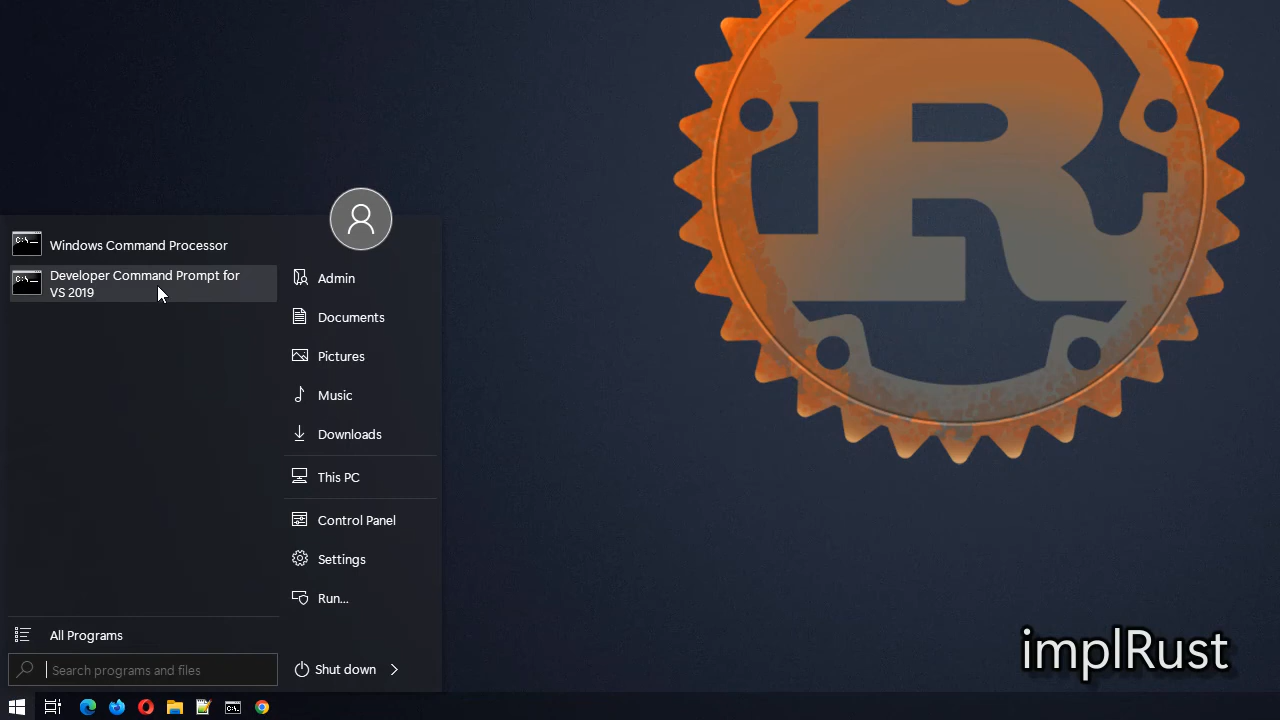 Windows Command Processor
Developer Command Prompt for
VS 2019
Admin
Documents
Pictures
Music
Downloads
This PC
Control Panel
Settings
Run...
All Programs
Search programs and files
Shut down
R
implRust